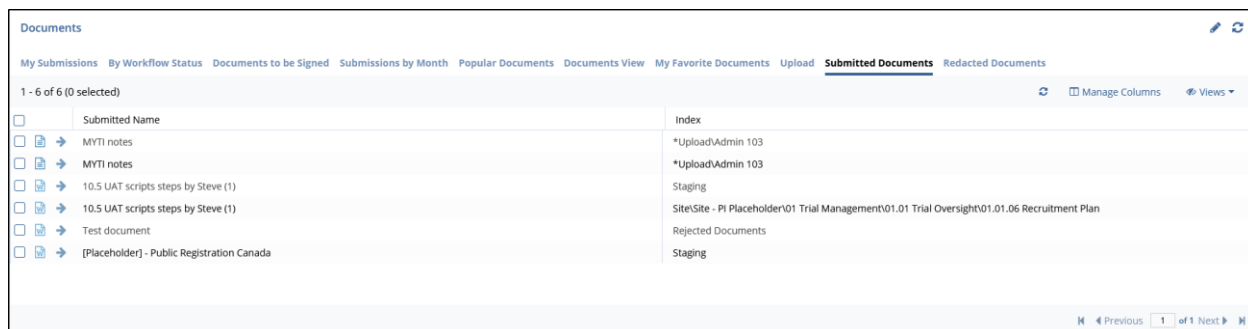 Documents
My Submissions By Workflow Status Documents to be Signed Submissions by Month Popular Documents Documents View My Favorite Documents Upload Submitted Documents Redacted Documents
1 - 6 of 6 (0 selected) Manage Columns Views
Submitted Name Index
MYTI notes *Upload\Admin 103
MYTI notes *Upload\Admin 103
10.5 UAT scripts steps by Steve (1) Staging
10.5 UAT scripts steps by Steve (1) Site\Site - PI Placeholder\01 Trial Management\01.01 Trial Oversight\01.01.06 Recruitment Plan
Test document Rejected Documents
[Placeholder] - Public Registration Canada Staging
Previous 1 of 1 Next